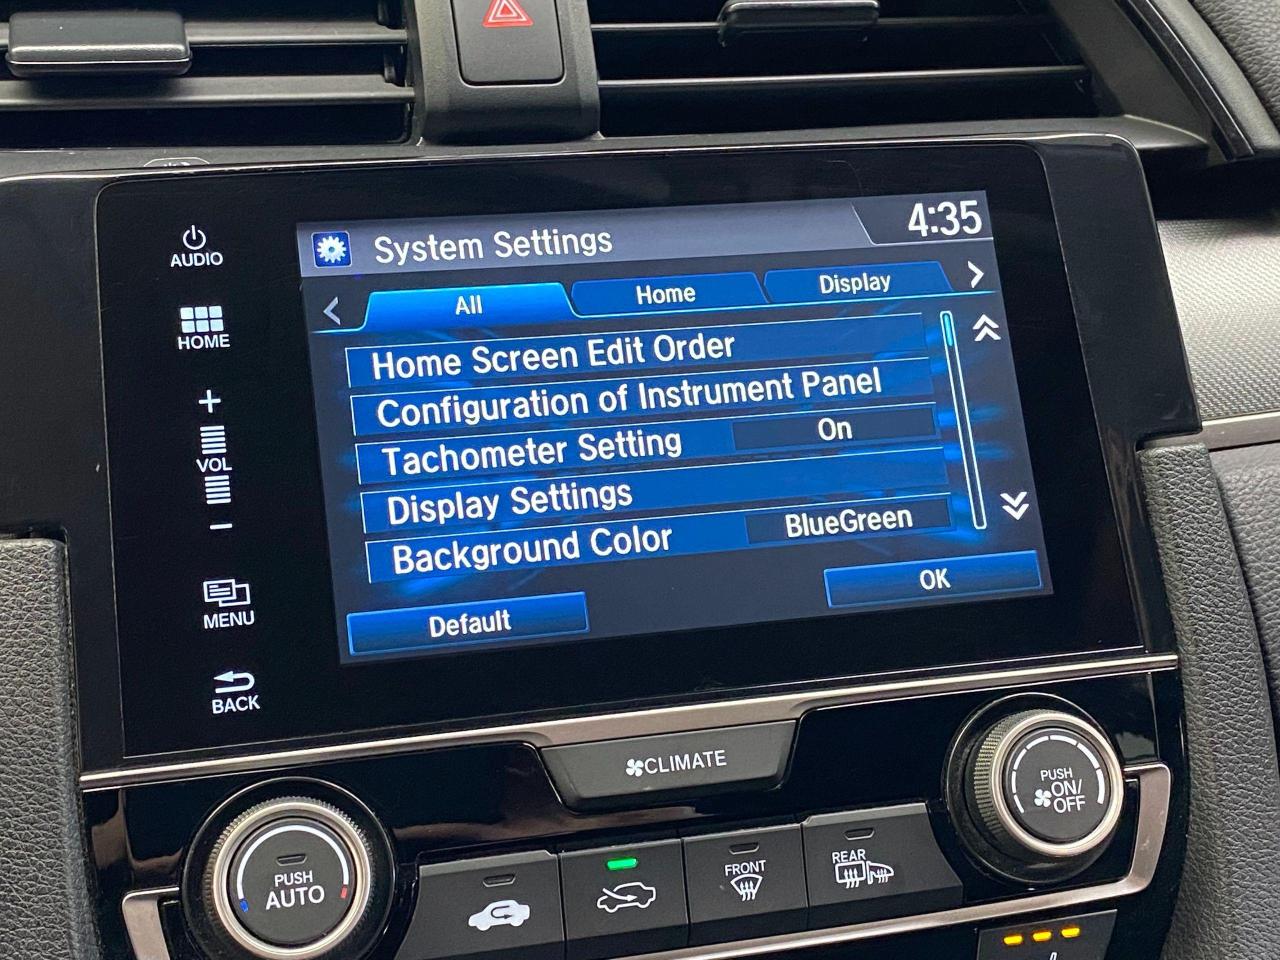 System Settings
4:35
All
Home
Display
Home Screen Edit Order
Configuration of Instrument Panel
Tachometer Setting
On
Display Settings
Background Color
BlueGreen
Default
OK
AUDIO
HOME
+
VOL
−
MENU
BACK
CLIMATE
PUSH
AUTO
FRONT
REAR
PUSH
ON/
OFF